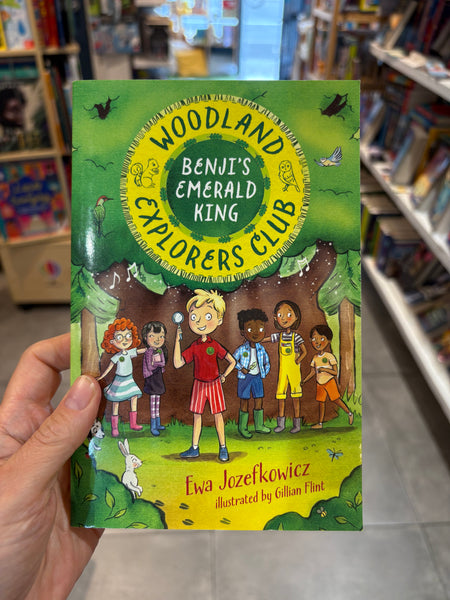 WOODLAND
BENJI'S
EMERALD
KING
EXPLORERS CLUB
Ewa Jozefkowicz
illustrated by Gillian Flint